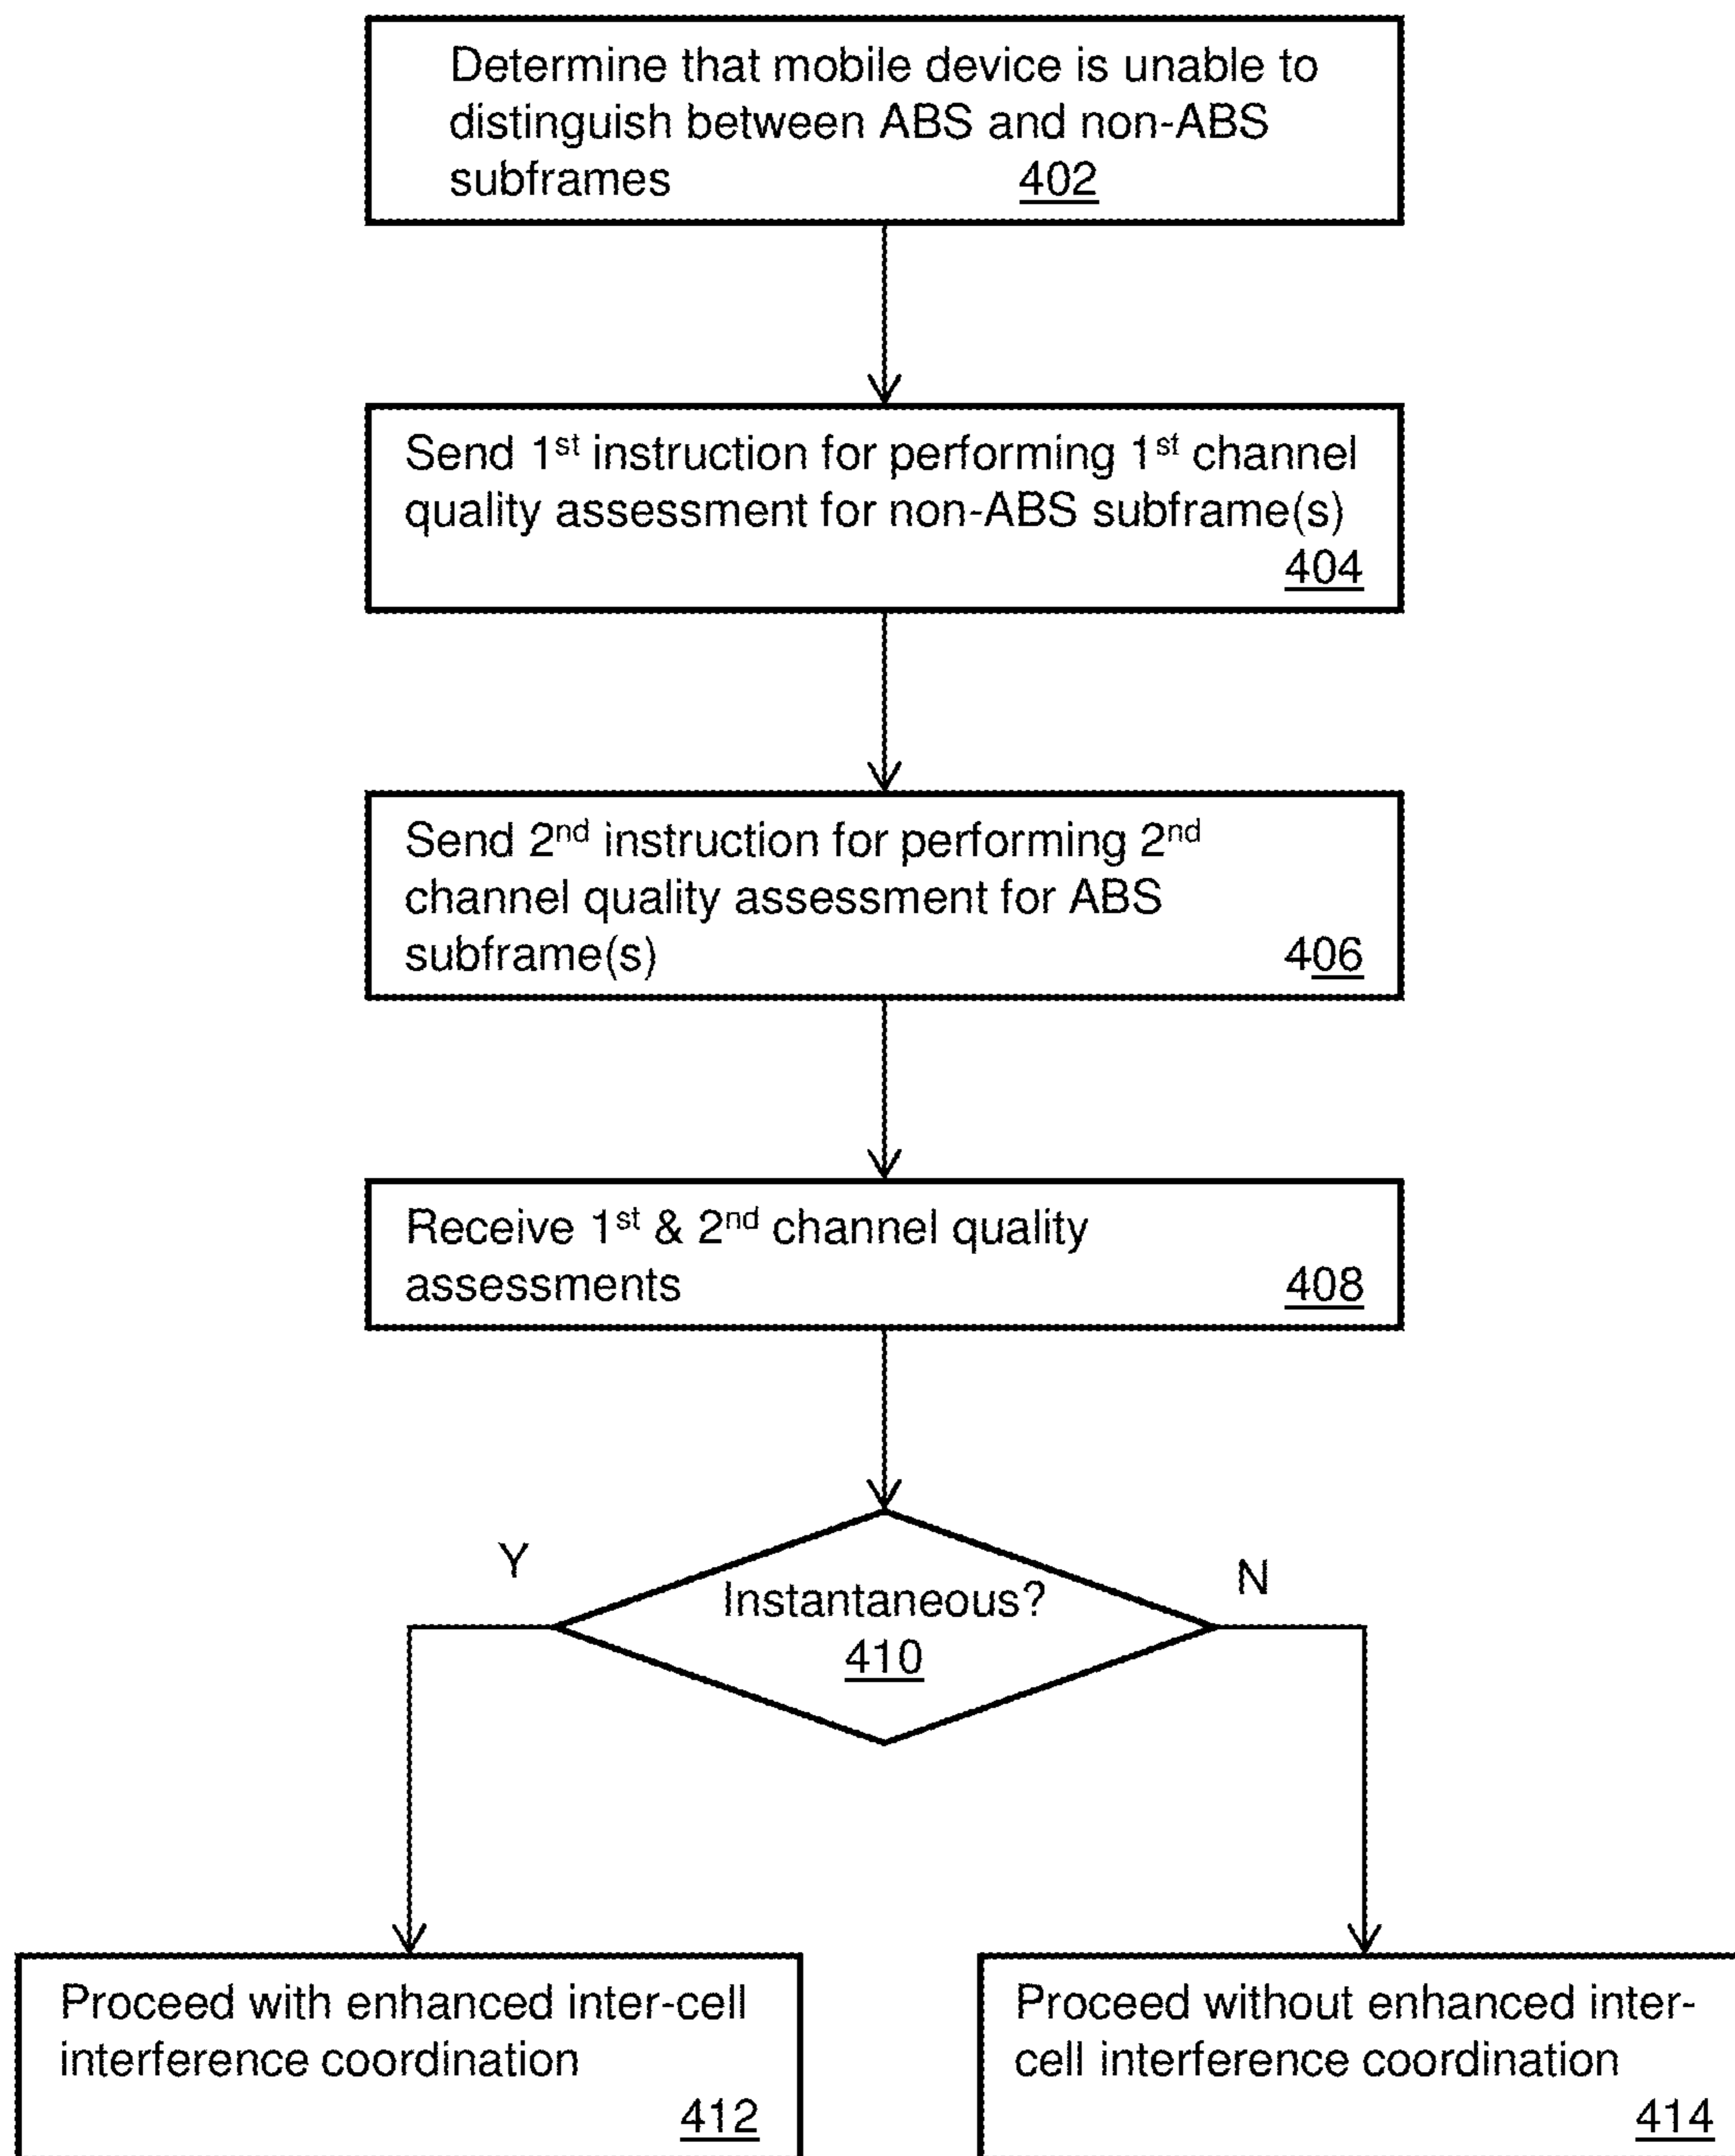 Determine that mobile device is unable to
distinguish between ABS and non-ABS
subframes 402
Send 1st instruction for performing 1st channel
quality assessment for non-ABS subframe(s)
404
Send 2nd instruction for performing 2nd
channel quality assessment for ABS
subframe(s) 406
Receive 1st & 2nd channel quality
assessments 408
Y
N
Instantaneous?
410
Proceed with enhanced inter-cell
interference coordination
412
Proceed without enhanced inter-
cell interference coordination
414